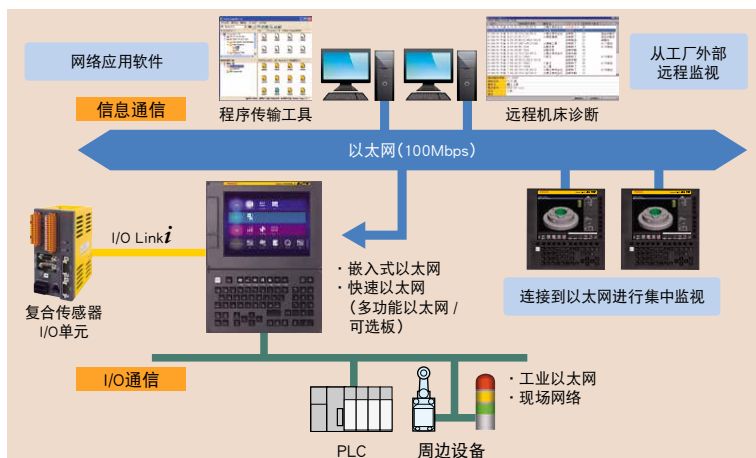 网络应用软件
信息通信
程序传输工具
远程机床诊断
从工厂外部
远程监视
以太网(100Mbps)
I/O Link i
复合传感器
I/O单元
· 嵌入式以太网
· 快速以太网
(多功能以太网 /
可选板)
连接到以太网进行集中监视
I/O通信
PLC
周边设备
· 工业以太网
· 现场网络